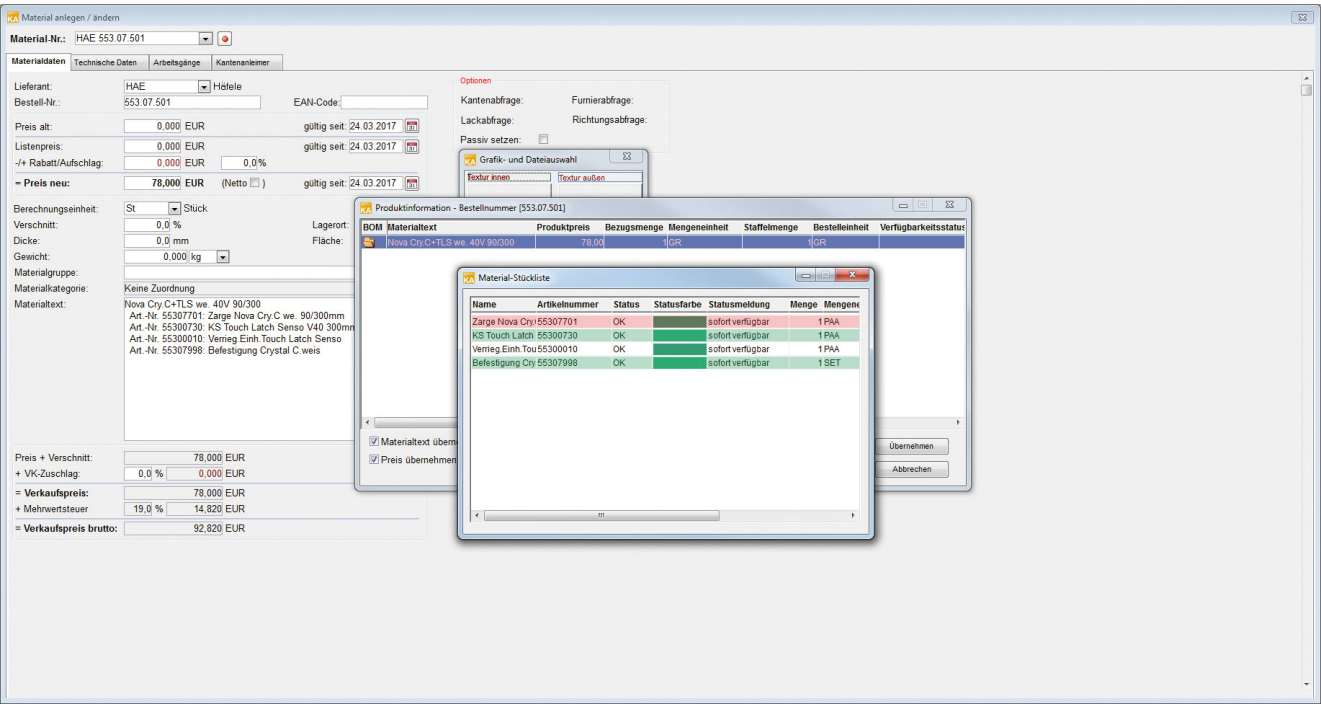 KA Material anlegen / ändern
Material-Nr.: HAE 553.07.501
Materialdaten Technische Daten Arbeitsgänge Kantenanleimer
Lieferant: HAE Häfele
Bestell-Nr.: 553.07.501 EAN-Code:
Preis alt: 0,000 EUR gültig seit: 24.03.2017
Listenpreis: 0,000 EUR gültig seit: 24.03.2017
-/+ Rabatt/Aufschlag: 0,000 EUR 0,0 %
= Preis neu: 78,000 EUR (Netto ) gültig seit: 24.03.2017
Berechnungseinheit: St Stück
Verschnitt: 0,0 % Lagerort:
Dicke: 0,0 mm Fläche:
Gewicht: 0,000 kg
Materialgruppe:
Materialkategorie: Keine Zuordnung
Materialtext: Nova Cry.C+TLS we. 40V 90/300
Art.-Nr. 55307701: Zarge Nova Cry.C we. 90/300mm
Art.-Nr. 55300730: KS Touch Latch Senso V40 300mm
Art.-Nr. 55300010: Verrieg.Einh.Touch Latch Senso
Art.-Nr. 55307998: Befestigung Crystal C.weis
Preis + Verschnitt: 78,000 EUR
+ VK-Zuschlag: 0,0 % 0,000 EUR
= Verkaufspreis: 78,000 EUR
+ Mehrwertsteuer 19,0 % 14,820 EUR
= Verkaufspreis brutto: 92,820 EUR
Optionen
Kantenabfrage: Furnierabfrage:
Lackabfrage: Richtungsabfrage:
Passiv setzen:
KA Grafik- und Dateiauswahl
Textur innen Textur außen
KA Produktinformation - Bestellnummer [553.07.501]
BOM Materialtext Produktpreis Bezugsmenge Mengeneinheit Staffelmenge Bestelleinheit Verfügbarkeitsstatus
Nova Cry.C+TLS we. 40V 90/300 78,00 1 GR 1 GR
Materialtext übern
Preis übernehmen
Übernehmen
Abbrechen
KA Material-Stückliste
Name Artikelnummer Status Statusfarbe Statusmeldung Menge Mengene
Zarge Nova Cry. 55307701 OK sofort verfügbar 1 PAA
KS Touch Latch 55300730 OK sofort verfügbar 1 PAA
Verrieg.Einh.Tou 55300010 OK sofort verfügbar 1 PAA
Befestigung Cry 55307998 OK sofort verfügbar 1 SET